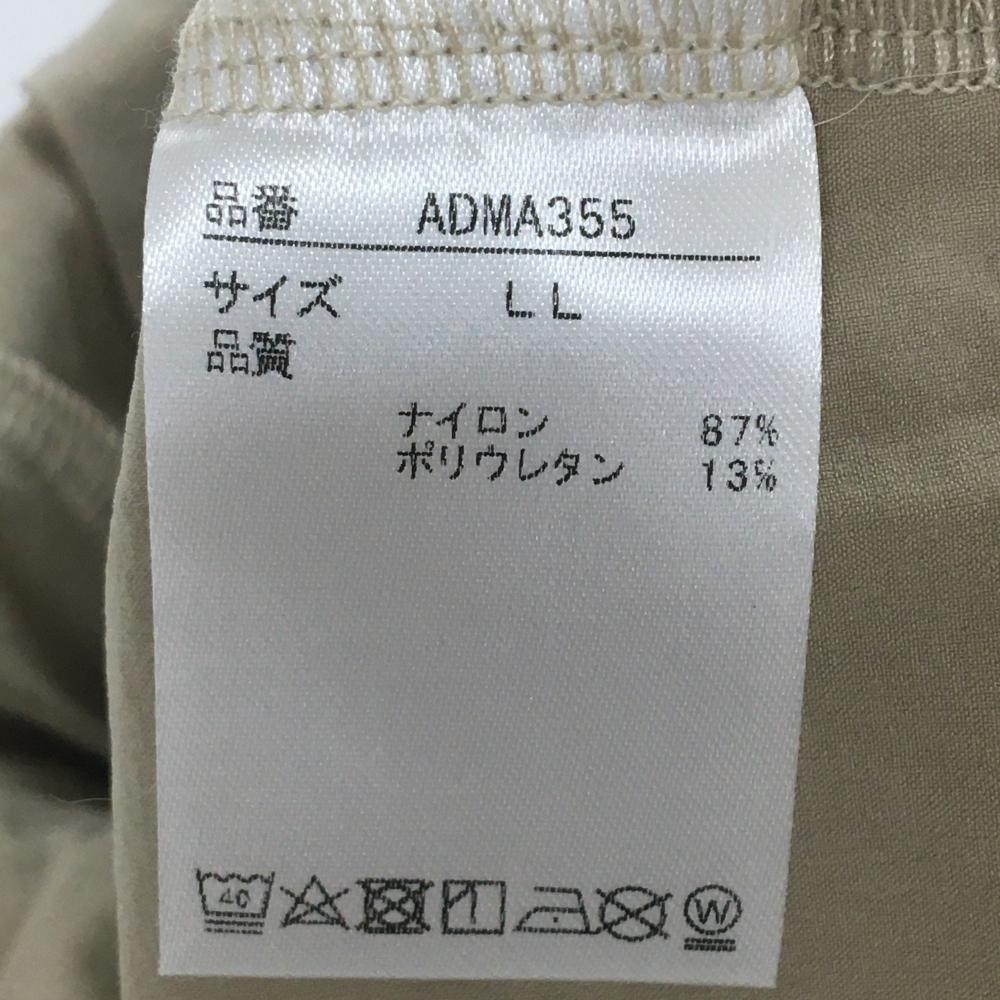 品番 ADMA355
サイズ LL
品質
ナイロン 87%
ポリウレタン 13%
40
W